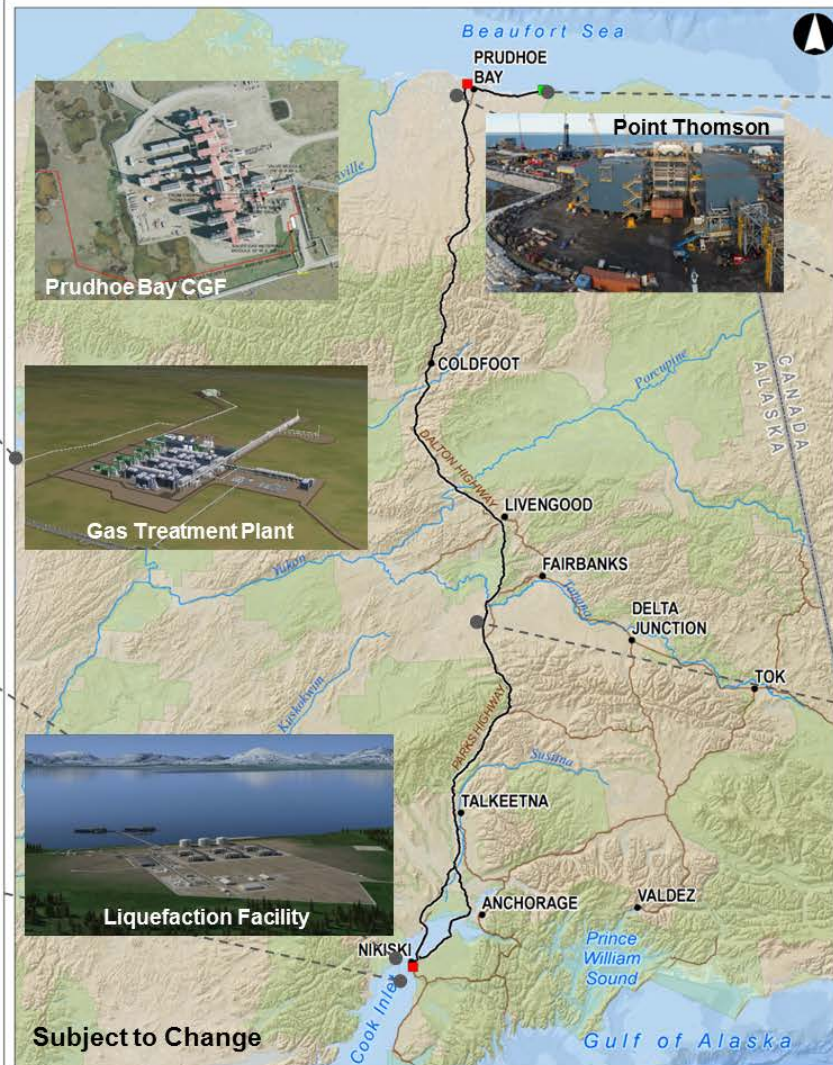 Beaufort Sea
PRUDHOE
BAY
Point Thomson
Prudhoe Bay CGF
COLDFOOT
Porcupine
CANADA
ALASKA
DALTON HIGHWAY
Gas Treatment Plant
LIVENGOOD
Yukon
FAIRBANKS
Tanana
DELTA
JUNCTION
TOK
Kuskokwim
PARKS HIGHWAY
Susitna
TALKEETNA
Liquefaction Facility
ANCHORAGE
VALDEZ
NIKISKI
Prince
William
Sound
Cook Inlet
Subject to Change
Gulf of Alaska